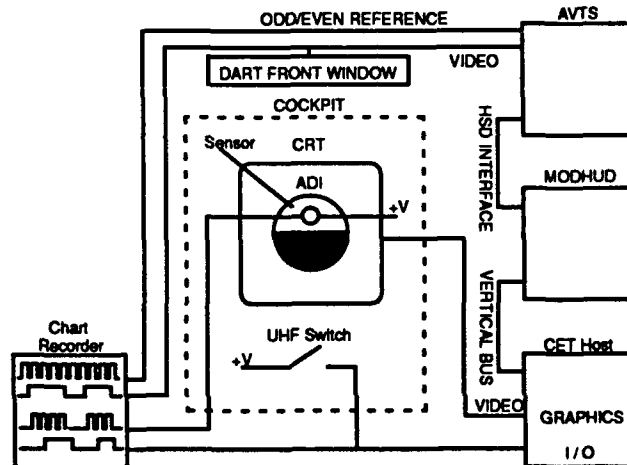 ODD/EVEN REFERENCE
AVTS
VIDEO
DART FRONT WINDOW
COCKPIT
Sensor
CRT
ADI
+V
HSD INTERFACE
MODHUD
VERTICAL BUS
UHF Switch
+V
Chart
Recorder
CET Host
VIDEO
GRAPHICS
I/O